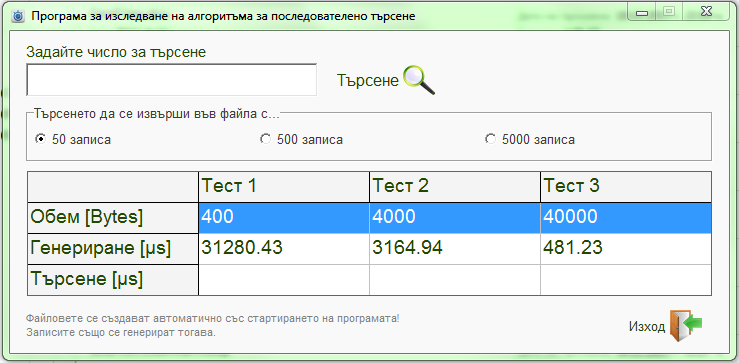 Програма за изследване на алгоритъма за последователено търсене
Задайте число за търсене
Търсене
Търсенето да се извърши във файла с...
50 записа 500 записа 5000 записа
Тест 1 Тест 2 Тест 3
Обем [Bytes] 400 4000 40000
Генериране [µs] 31280.43 3164.94 481.23
Търсене [µs]
Файловете се създават автоматично със стартирането на програмата!
Записите също се генерират тогава.
Изход